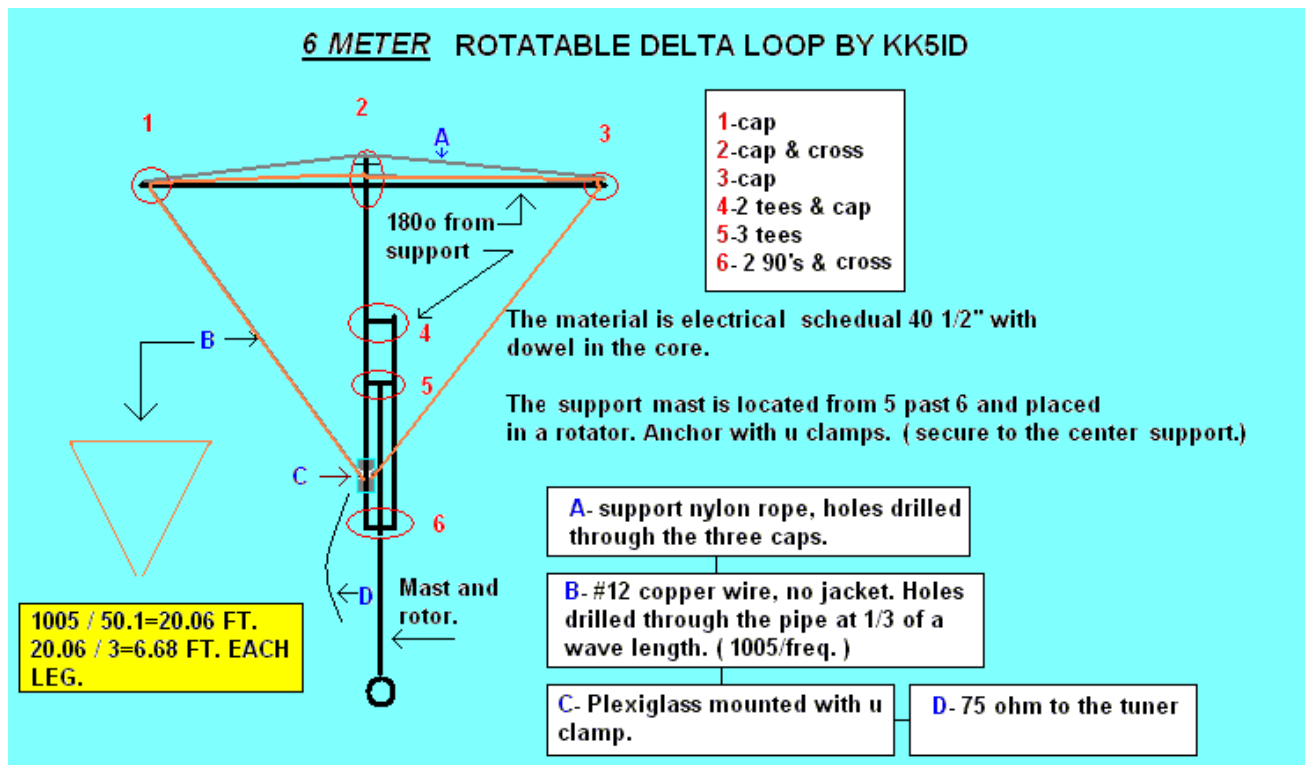 6 METER ROTATABLE DELTA LOOP BY KK5ID
1
2
3
A
1-cap
2-cap & cross
3-cap
4-2 tees & cap
5-3 tees
6- 2 90's & cross
180o from
support
4
The material is electrical schedual 40 1/2" with
dowel in the core.
B
5
The support mast is located from 5 past 6 and placed
in a rotator. Anchor with u clamps. ( secure to the center support.)
C
6
D
Mast and
rotor.
A- support nylon rope, holes drilled
through the three caps.
B- #12 copper wire, no jacket. Holes
drilled through the pipe at 1/3 of a
wave length. ( 1005/freq. )
1005 / 50.1=20.06 FT.
20.06 / 3=6.68 FT. EACH
LEG.
C- Plexiglass mounted with u
clamp.
D- 75 ohm to the tuner